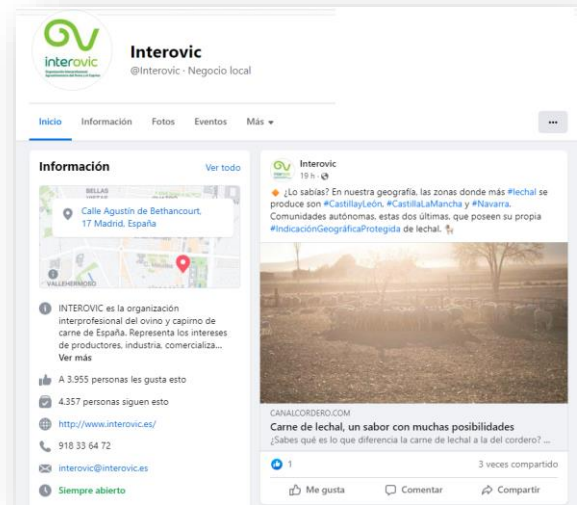 interovic
Interovic
@Interovic · Negocio local
Inicio
Información
Fotos
Eventos
Más
Información
Ver todo
BELLAS
Calle Agustín de Bethancourt,
17 Madrid, España
VALLEHERMOSO
INTEROVIC es la organización
interprofesional del ovino y capirno de
carne de España. Representa los intereses
de productores, industria, comercializa...
Ver más
A 3.955 personas les gusta esto
4.357 personas siguen esto
http://www.interovic.es/
918 33 64 72
interovic@interovic.es
Siempre abierto
Interovic
19 h ·
¿Lo sabías? En nuestra geografía, las zonas donde más #lechal se
produce son #CastillayLeón, #CastillaLaMancha y #Navarra.
Comunidades autónomas, estas dos últimas, que poseen su propia
#IndicaciónGeográficaProtegida de lechal.
CANALCORDERO.COM
Carne de lechal, un sabor con muchas posibilidades
¿Sabes qué es lo que diferencia la carne de lechal a la del cordero? ...
1
3 veces compartido
Me gusta
Comentar
Compartir